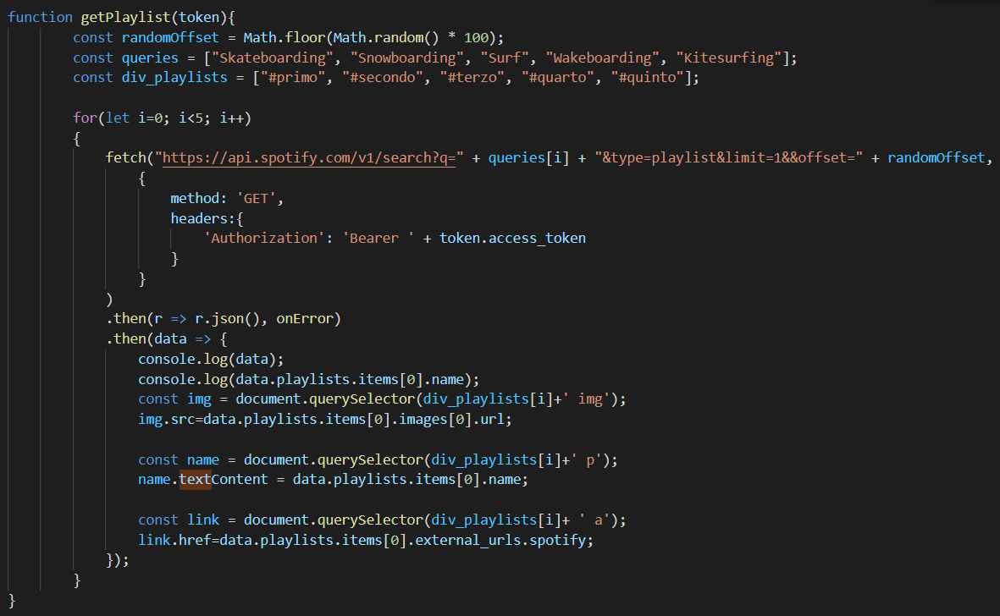 function getPlaylist(token){
const randomOffset = Math.floor(Math.random() * 100);
const queries = ["Skateboarding", "Snowboarding", "Surf", "Wakeboarding", "Kitesurfing"];
const div_playlists = ["#primo", "#secondo", "#terzo", "#quarto", "#quinto"];
for(let i=0; i<5; i++)
{
fetch("https://api.spotify.com/v1/search?q=" + queries[i] + "&type=playlist&limit=1&&offset=" + randomOffset,
{
method: 'GET',
headers:{
'Authorization': 'Bearer ' + token.access_token
}
}
)
.then(r => r.json(), onError)
.then(data => {
console.log(data);
console.log(data.playlists.items[0].name);
const img = document.querySelector(div_playlists[i]+' img');
img.src=data.playlists.items[0].images[0].url;
const name = document.querySelector(div_playlists[i]+' p');
name.textContent = data.playlists.items[0].name;
const link = document.querySelector(div_playlists[i]+ ' a');
link.href=data.playlists.items[0].external_urls.spotify;
});
}
}